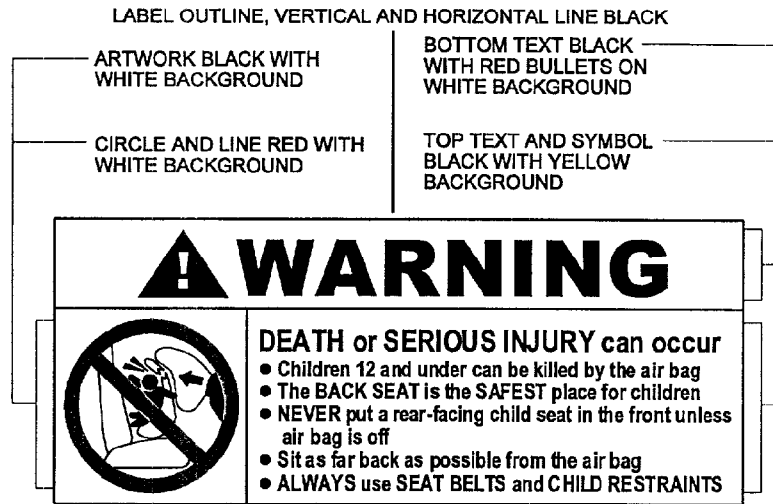 LABEL OUTLINE, VERTICAL AND HORIZONTAL LINE BLACK
ARTWORK BLACK WITH
WHITE BACKGROUND
CIRCLE AND LINE RED WITH
WHITE BACKGROUND
BOTTOM TEXT BLACK
WITH RED BULLETS ON
WHITE BACKGROUND
TOP TEXT AND SYMBOL
BLACK WITH YELLOW
BACKGROUND
! WARNING
DEATH or SERIOUS INJURY can occur
● Children 12 and under can be killed by the air bag
● The BACK SEAT is the SAFEST place for children
● NEVER put a rear-facing child seat in the front unless
air bag is off
● Sit as far back as possible from the air bag
● ALWAYS use SEAT BELTS and CHILD RESTRAINTS